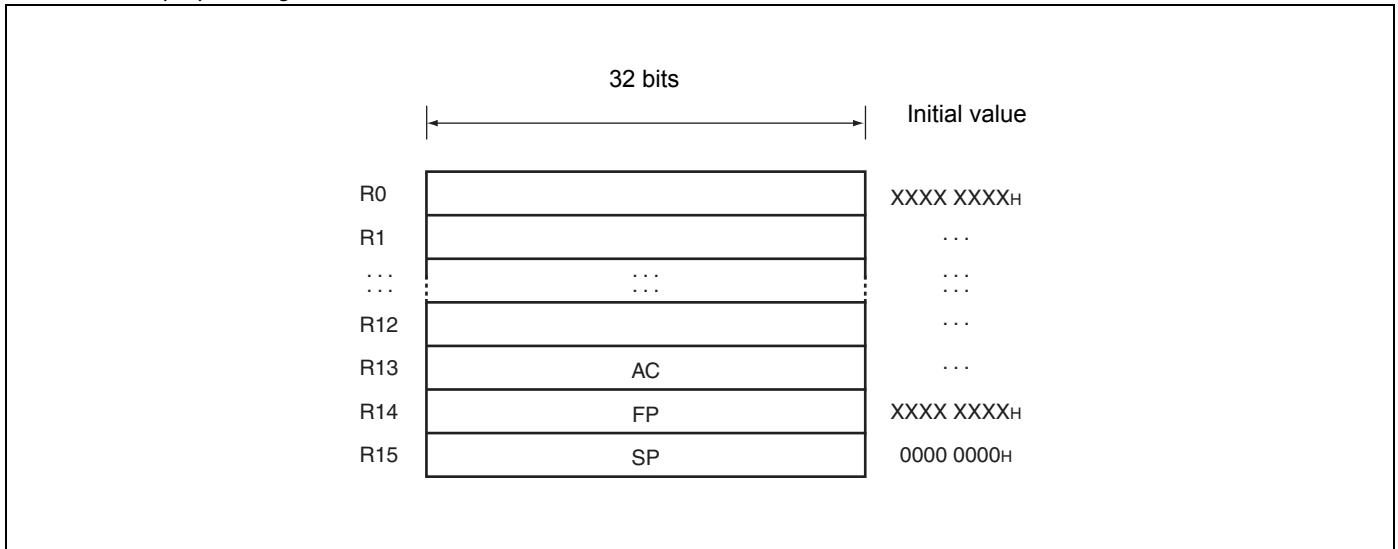 32 bits
Initial value
R0 XXXX XXXXH
R1 ...
... ... ...
... ... ...
R12 ...
R13 AC ...
R14 FP XXXX XXXXH
R15 SP 0000 0000H